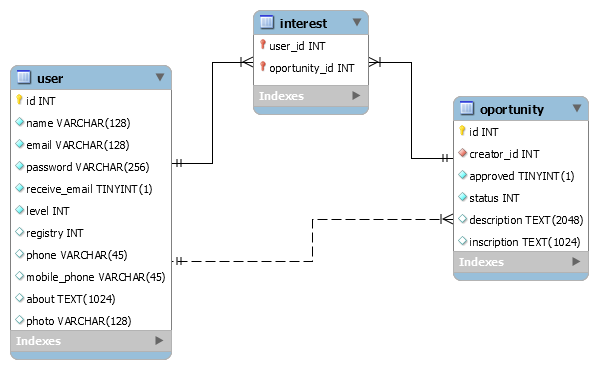 interest
user_id INT
oportunity_id INT
Indexes
user
id INT
name VARCHAR(128)
email VARCHAR(128)
password VARCHAR(256)
receive_email TINYINT(1)
level INT
registry INT
phone VARCHAR(45)
mobile_phone VARCHAR(45)
about TEXT(1024)
photo VARCHAR(128)
Indexes
oportunity
id INT
creator_id INT
approved TINYINT(1)
status INT
description TEXT(2048)
inscription TEXT(1024)
Indexes